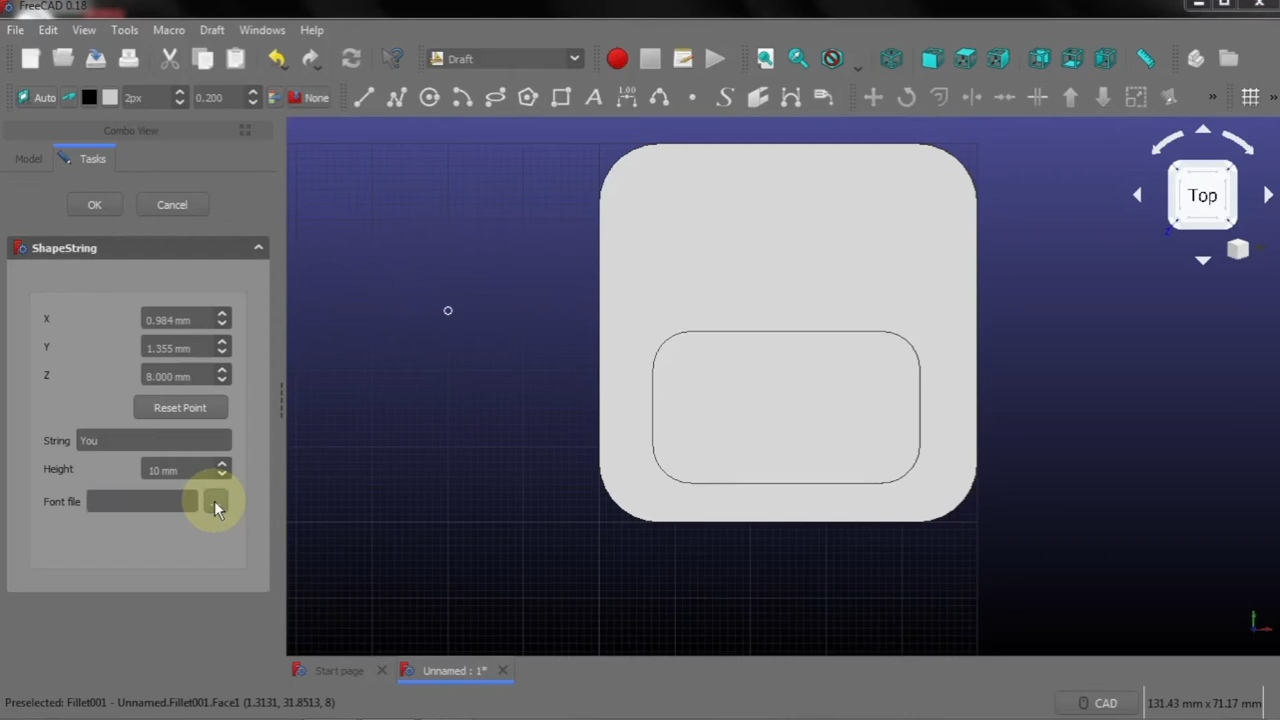 FreeCAD 0.18
File Edit View Tools Macro Draft Windows Help
Draft
Auto 2px 0.200 None 1.00
Combo View
Model Tasks
OK Cancel
ShapeString
X 0.984 mm
Y 1.355 mm
Z 8.000 mm
Reset Point
String You
Height 10 mm
Font file
Top
Z
Start page Unnamed : 1*
Preselected: Fillet001 - Unnamed.Fillet001.Face1 (1.3131, 31.8513, 8) CAD 131.43 mm x 71.17 mm